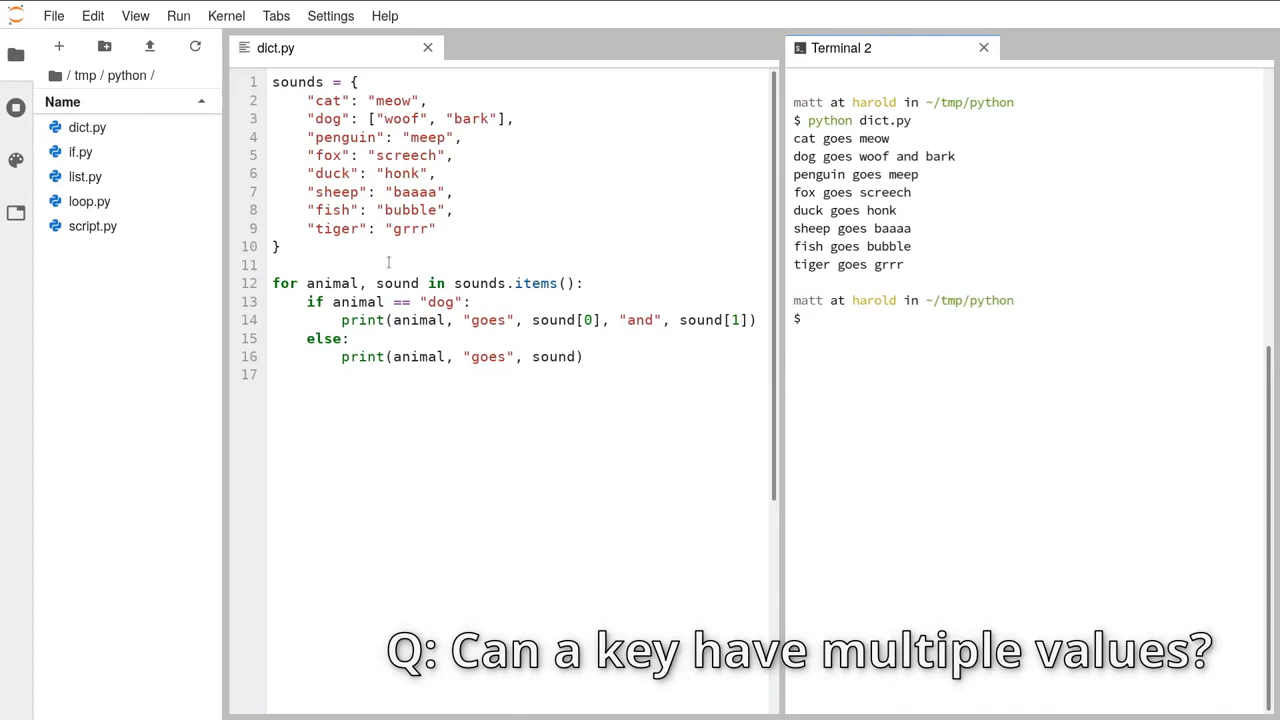 File Edit View Run Kernel Tabs Settings Help
/ tmp / python /
Name
dict.py
if.py
list.py
loop.py
script.py
dict.py
1 sounds = {
2     "cat": "meow",
3     "dog": ["woof", "bark"],
4     "penguin": "meep",
5     "fox": "screech",
6     "duck": "honk",
7     "sheep": "baaaa",
8     "fish": "bubble",
9     "tiger": "grrr"
10 }
11
12 for animal, sound in sounds.items():
13     if animal == "dog":
14         print(animal, "goes", sound[0], "and", sound[1])
15     else:
16         print(animal, "goes", sound)
17
Terminal 2
matt at harold in ~/tmp/python
$ python dict.py
cat goes meow
dog goes woof and bark
penguin goes meep
fox goes screech
duck goes honk
sheep goes baaaa
fish goes bubble
tiger goes grrr
matt at harold in ~/tmp/python
$
Q: Can a key have multiple values?